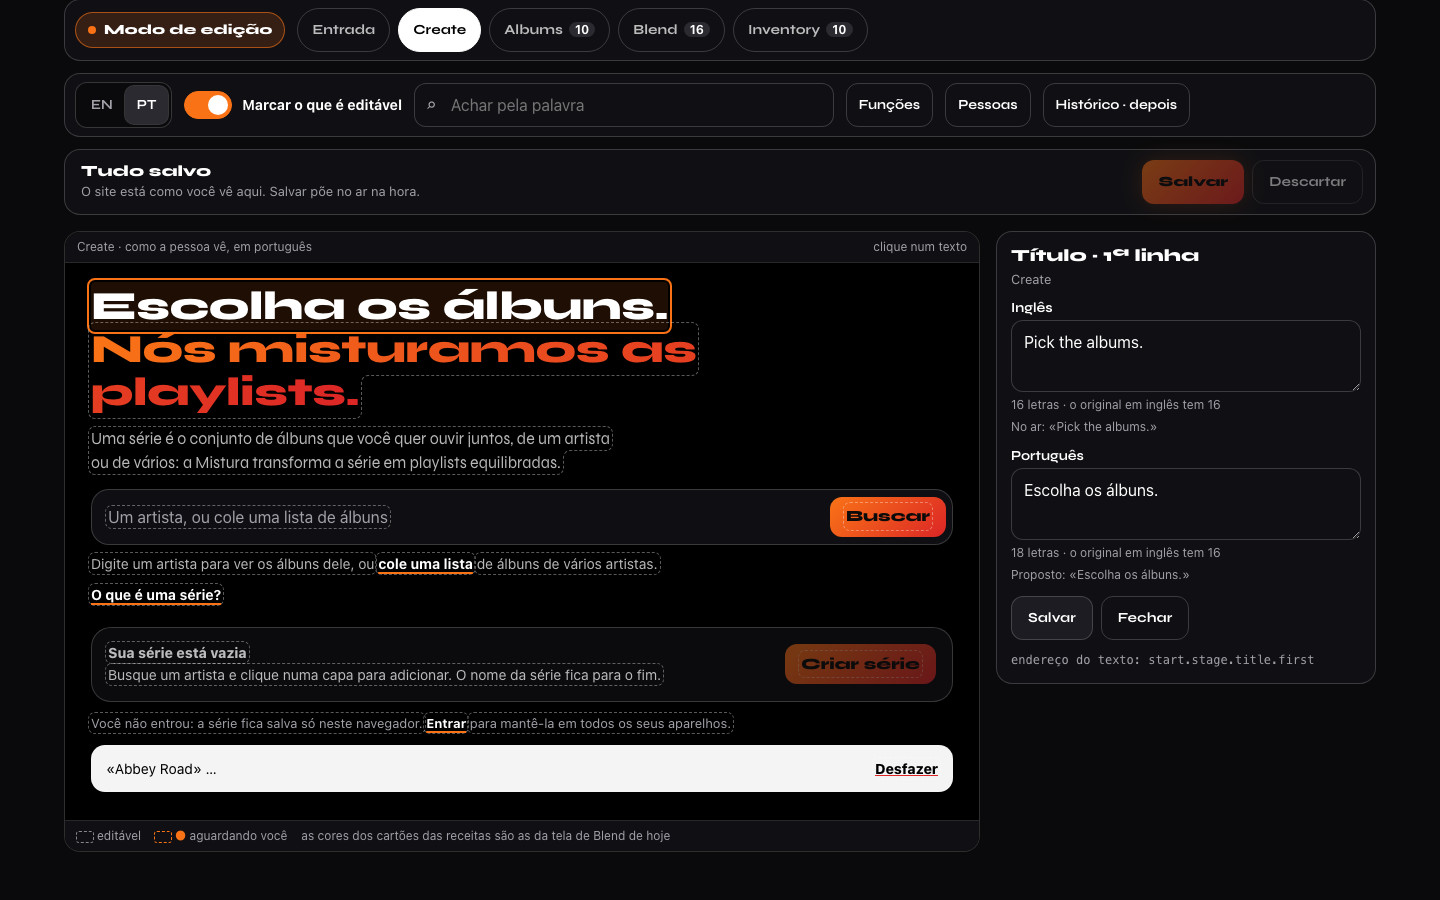 Modo de edição Entrada Create Albums 10 Blend 16 Inventory 10
EN PT Marcar o que é editável Achar pela palavra Funções Pessoas Histórico · depois
Tudo salvo
O site está como você vê aqui. Salvar põe no ar na hora.
Salvar Descartar
Create · como a pessoa vê, em português clique num texto
Escolha os álbuns.
Nós misturamos as
playlists.
Uma série é o conjunto de álbuns que você quer ouvir juntos, de um artista
ou de vários: a Mistura transforma a série em playlists equilibradas.
Um artista, ou cole uma lista de álbuns Buscar
Digite um artista para ver os álbuns dele, ou cole uma lista de álbuns de vários artistas.
O que é uma série?
Sua série está vazia
Busque um artista e clique numa capa para adicionar. O nome da série fica para o fim.
Criar série
Você não entrou: a série fica salva só neste navegador. Entrar para mantê-la em todos os seus aparelhos.
«Abbey Road» ... Desfazer
editável aguardando você as cores dos cartões das receitas são as da tela de Blend de hoje
Título · 1ª linha
Create
Inglês
Pick the albums.
16 letras · o original em inglês tem 16
No ar: «Pick the albums.»
Português
Escolha os álbuns.
18 letras · o original em inglês tem 16
Proposto: «Escolha os álbuns.»
Salvar Fechar
endereço do texto: start.stage.title.first